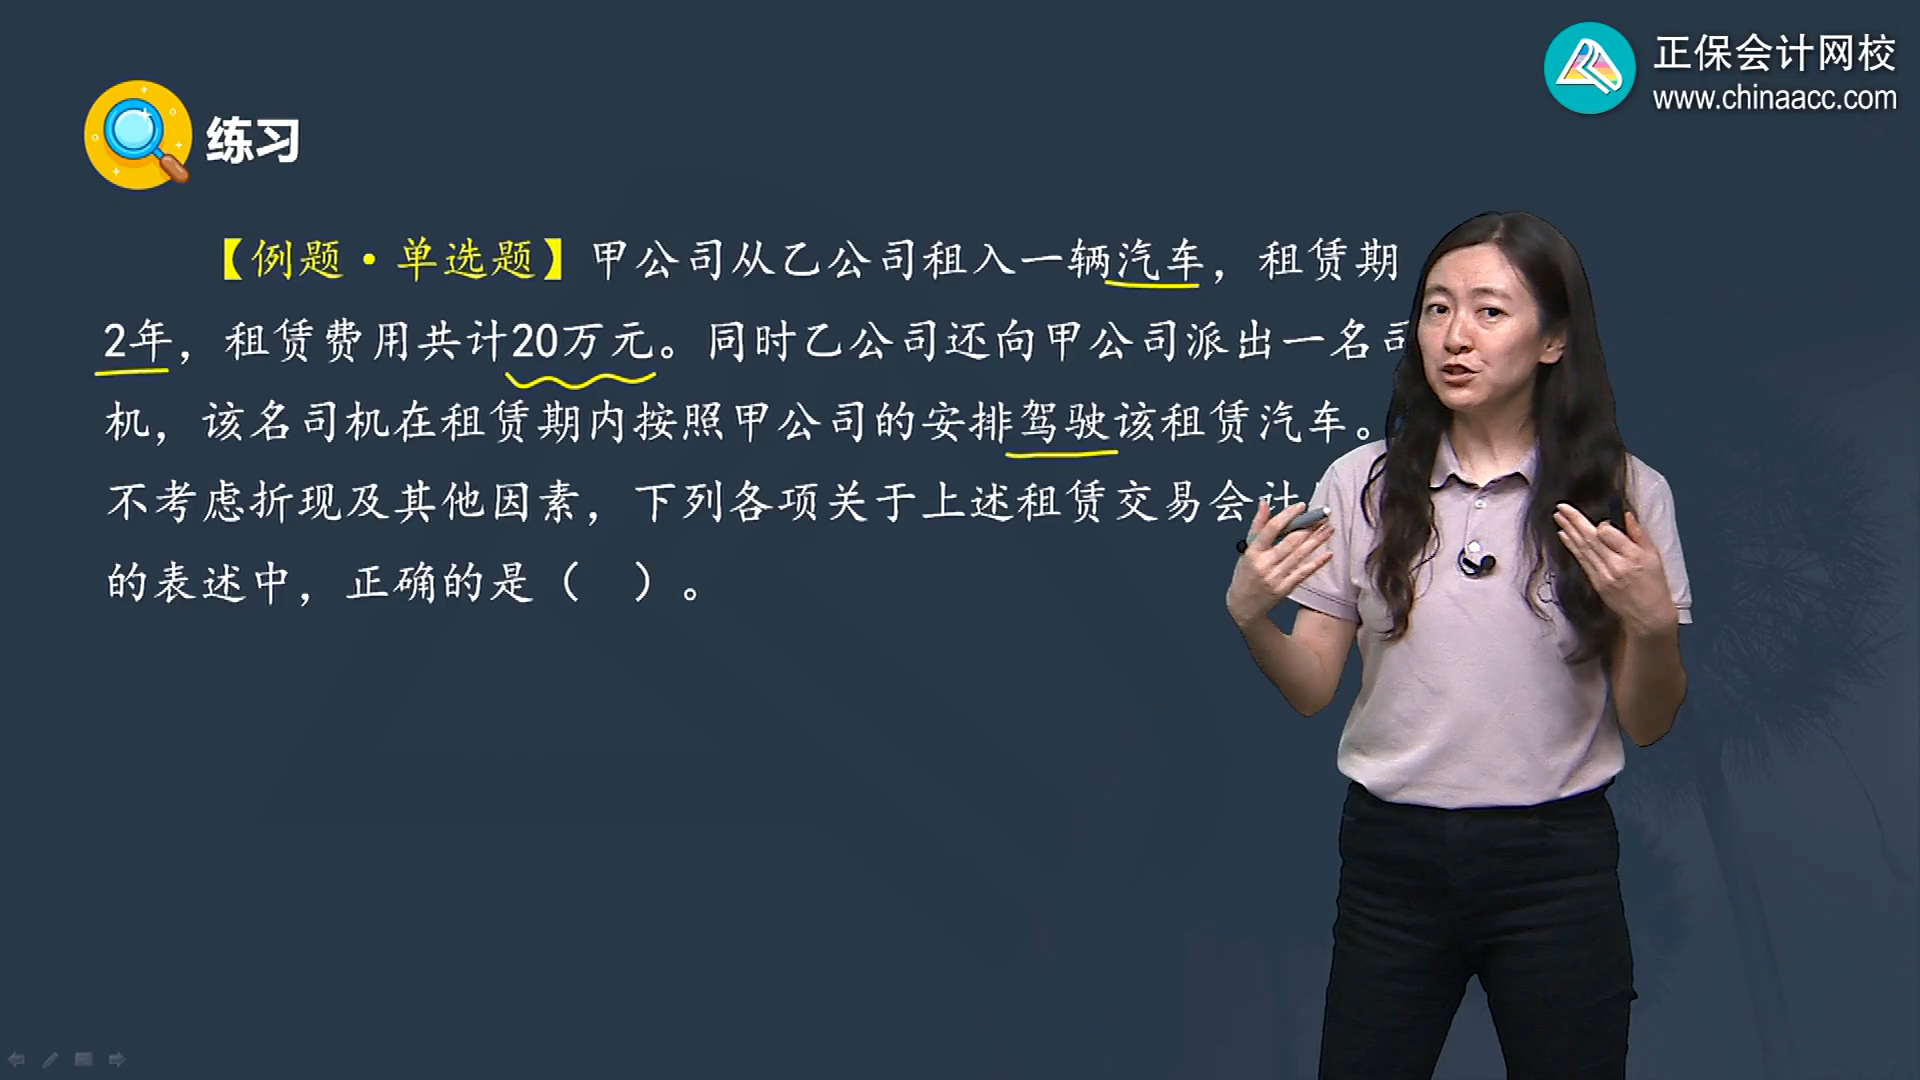 正保会计网校
www.chinaacc.com
练习
【例题·单选题】甲公司从乙公司租入一辆汽车，租赁期
2年，租赁费用共计20万元。同时乙公司还向甲公司派出一名司
机，该名司机在租赁期内按照甲公司的安排驾驶该租赁汽车。
不考虑折现及其他因素，下列各项关于上述租赁交易会计
的表述中，正确的是（ ）。